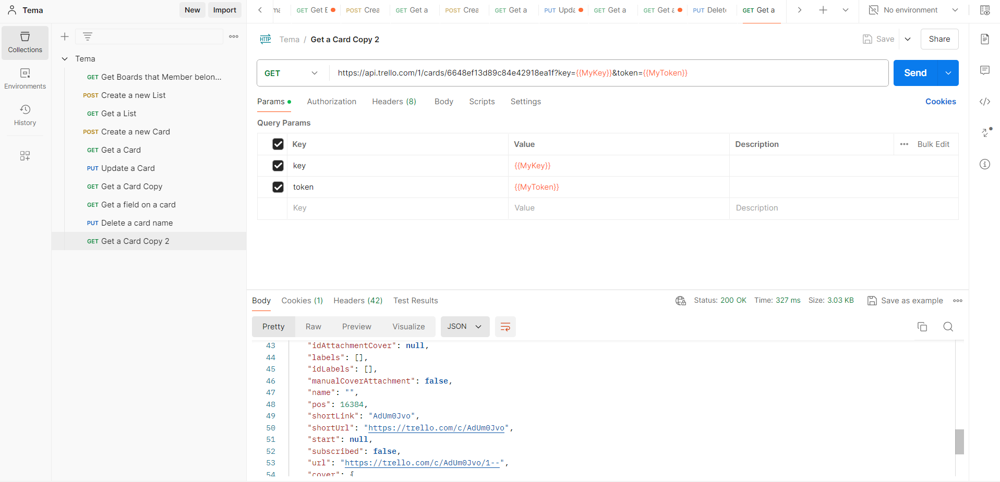 Tema
New
Import
GET Get E
POST Crea
GET Get a
POST Crea
GET Get a
PUT Upda
GET Get a
GET Get a
PUT Delete
GET Get a
No environment
Collections
Environments
History
Tema
GET Get Boards that Member belon...
POST Create a new List
GET Get a List
POST Create a new Card
GET Get a Card
PUT Update a Card
GET Get a Card Copy
GET Get a field on a card
PUT Delete a card name
GET Get a Card Copy 2
HTTP Tema / Get a Card Copy 2
Save
Share
GET
https://api.trello.com/1/cards/6648ef13d89c84e42918ea1f?key={{MyKey}}&token={{MyToken}}
Send
Params
Authorization
Headers (8)
Body
Scripts
Settings
Cookies
Query Params
Key Value Description Bulk Edit
key {{MyKey}}
token {{MyToken}}
Key Value Description
Body Cookies (1) Headers (42) Test Results
Status: 200 OK Time: 327 ms Size: 3.03 KB Save as example
Pretty Raw Preview Visualize JSON
43 "idAttachmentCover": null,
44 "labels": [],
45 "idLabels": [],
46 "manualCoverAttachment": false,
47 "name": "",
48 "pos": 16384,
49 "shortLink": "AdUm0Jvo",
50 "shortUrl": "https://trello.com/c/AdUm0Jvo",
51 "start": null,
52 "subscribed": false,
53 "url": "https://trello.com/c/AdUm0Jvo/1--",
54 "cover": {